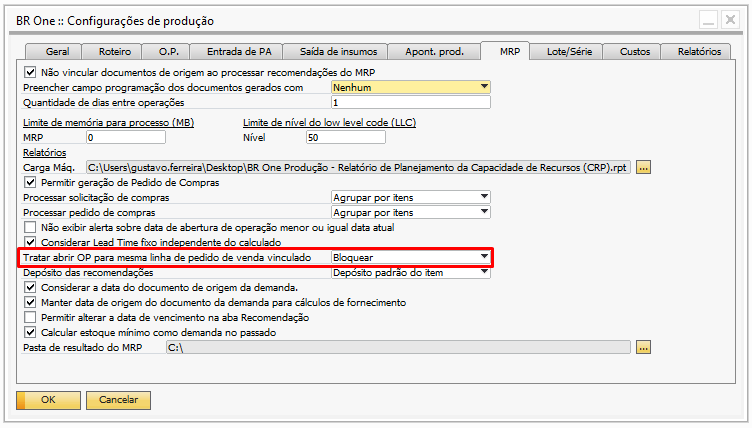 BR One :: Configurações de produção
Geral Roteiro O.P. Entrada de PA Saída de insumos Apont. prod. MRP Lote/Série Custos Relatórios
Não vincular documentos de origem ao processar recomendações do MRP
Preencher campo programação dos documentos gerados com Nenhum
Quantidade de dias entre operações 1
Limite de memória para processo (MB) Limite de nível do low level code (LLC)
MRP 0 Nível 50
Relatórios
Carga Máq. C:\Users\gustavo.ferreira\Desktop\BR One Produção - Relatório de Planejamento da Capacidade de Recursos (CRP).rpt ...
Permitir geração de Pedido de Compras
Processar solicitação de compras Agrupar por itens
Processar pedido de compras Agrupar por itens
Não exibir alerta sobre data de abertura de operação menor ou igual data atual
Considerar Lead Time fixo independente do calculado
Tratar abrir OP para mesma linha de pedido de venda vinculado Bloquear
Depósito das recomendações Depósito padrão do item
Considerar a data do documento de origem da demanda.
Manter data de origem do documento da demanda para cálculos de fornecimento
Permitir alterar a data de vencimento na aba Recomendação
Calcular estoque mínimo como demanda no passado
Pasta de resultado do MRP C:\ ...
OK Cancelar